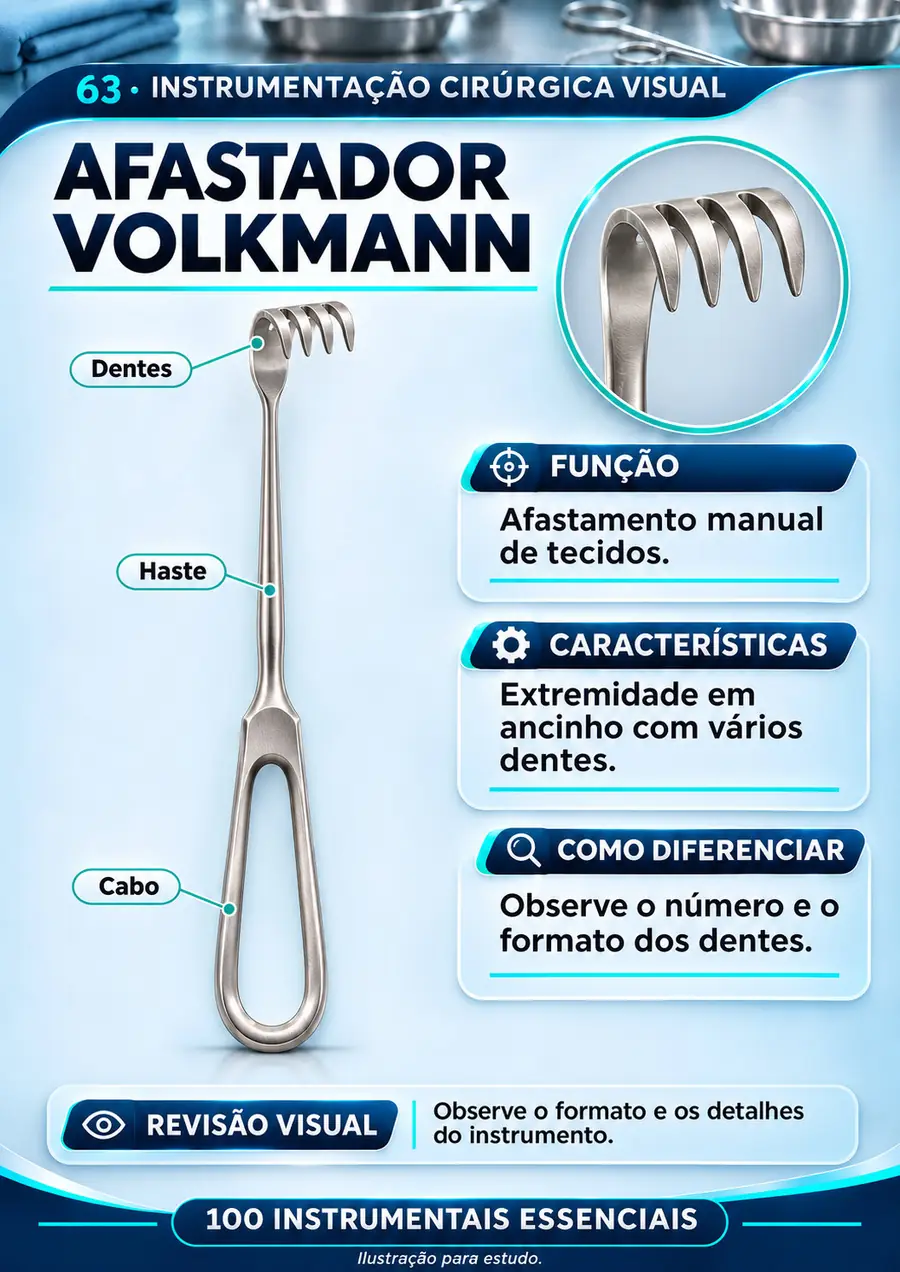 63 • INSTRUMENTAÇÃO CIRÚRGICA VISUAL
AFASTADOR
VOLKMANN
Dentes
Haste
Cabo
FUNÇÃO
Afastamento manual
de tecidos.
CARACTERÍSTICAS
Extremidade em
ancinho com vários
dentes.
COMO DIFERENCIAR
Observe o número e o
formato dos dentes.
REVISÃO VISUAL
Observe o formato e os detalhes
do instrumento.
100 INSTRUMENTAIS ESSENCIAIS
Ilustração para estudo.